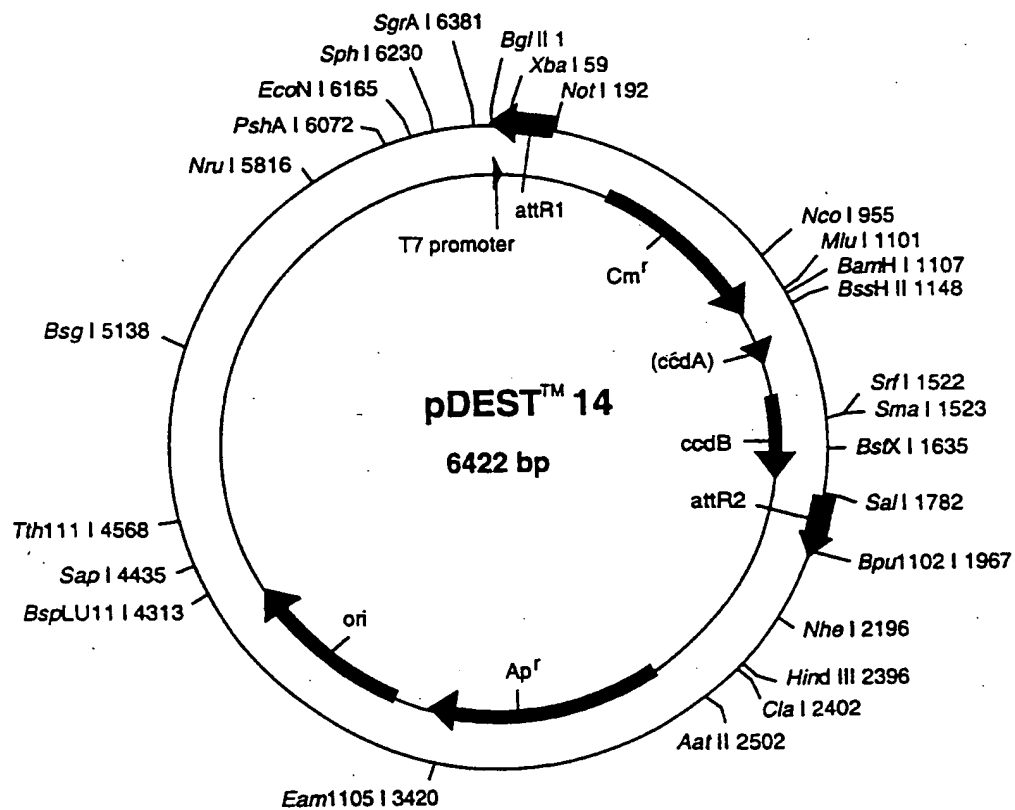 SgrA I 6381
Bgl II 1
Sph I 6230
Xba I 59
EcoN I 6165
Not I 192
PshA I 6072
Nru I 5816
attR1
T7 promoter
Nco I 955
Cmr
Mlu I 1101
BamH I 1107
BssH II 1148
Bsg I 5138
(ccdA)
Srf I 1522
pDEST™ 14
Sma I 1523
ccdB
BstX I 1635
6422 bp
attR2
Sal I 1782
Tth111 I 4568
Bpu1102 I 1967
Sap I 4435
BspLU11 I 4313
ori
Nhe I 2196
Apr
Hind III 2396
Cla I 2402
Aat II 2502
Eam1105 I 3420